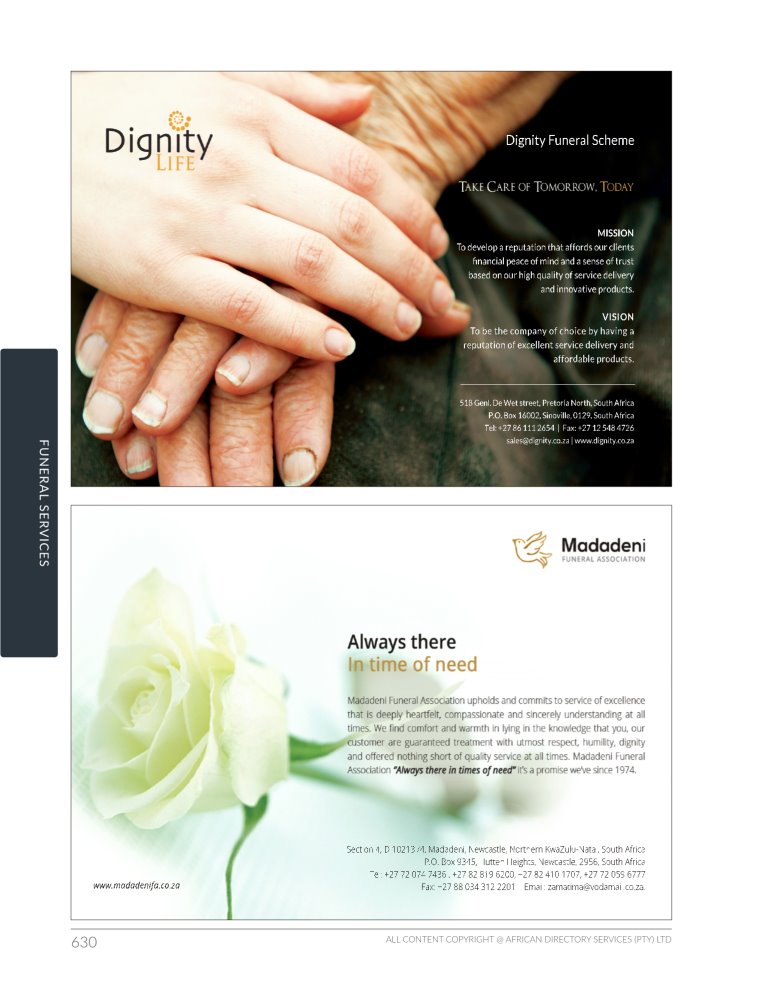 Dignity
LIFE
Dignity Funeral Scheme
TAKE CARE OF TOMORROW, TODAY
MISSION
To develop a reputation that affords our clients
financial peace of mind and a sense of trust
based on our high quality of service delivery
and innovative products.
VISION
To be the company of choice by having a
reputation of excellent service delivery and
affordable products.
518 Genl. De Wet street, Pretoria North, South Africa
P.O. Box 16002, Sinoville, 0129, South Africa
Tel: +27 86 111 2654 | Fax: +27 12 548 4726
sales@dignity.co.za | www.dignity.co.za
FUNERAL SERVICES
Madadeni
FUNERAL ASSOCIATION
Always there
In time of need
Madadeni Funeral Association upholds and commits to service of excellence
that is deeply heartfelt, compassionate and sincerely understanding at all
times. We find comfort and warmth in lying in the knowledge that you, our
customer are guaranteed treatment with utmost respect, humility, dignity
and offered nothing short of quality service at all times. Madadeni Funeral
Association "Always there in times of need" it's a promise we've since 1974.
Section 4, D 10213 Madadeni, Newcastle, Northern KwaZulu-Natal, South Africa
P.O. Box 9345, Heights, Newcastle, 2956, South Africa
Tel: +27 72 074 7436, +27 82 819 6200, +27 82 410 1707, +27 72 059 6777
Fax: +27 88 034 312 2201 Email: zamatima@vodamail.co.za.
www.madadenifa.co.za
630
ALL CONTENT COPYRIGHT @ AFRICAN DIRECTORY SERVICES (PTY) LTD